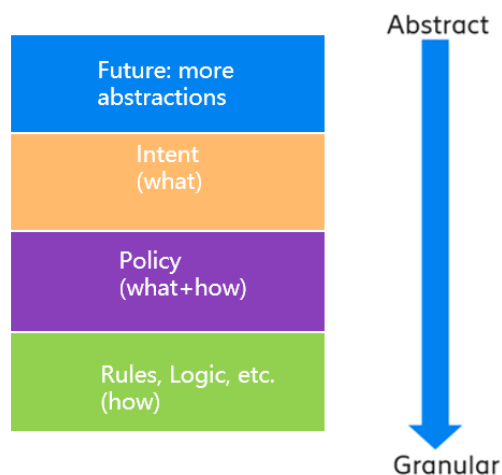 Abstract
Future: more
abstractions
Intent
(what)
Policy
(what+how)
Rules, Logic, etc.
(how)
Granular